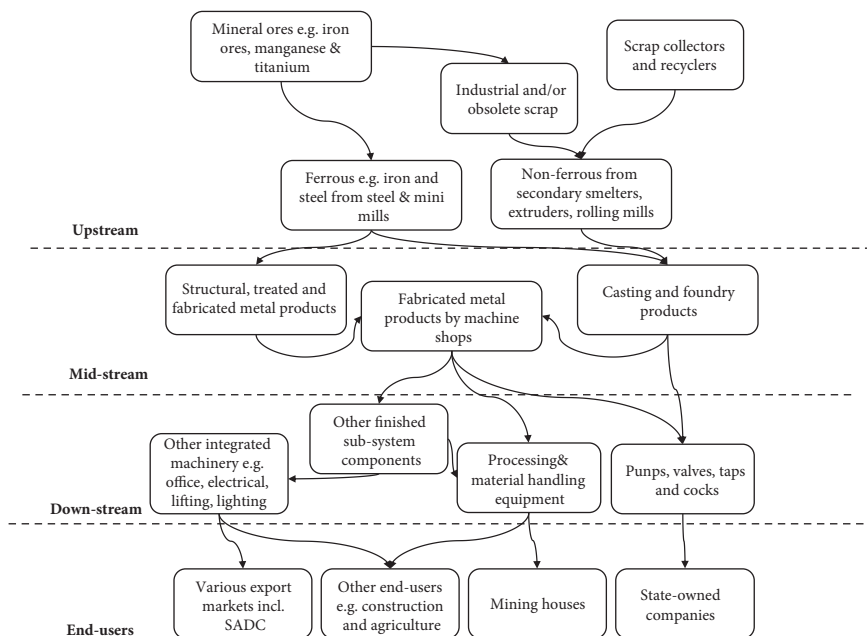 Mineral ores e.g. iron
ores, manganese &
titanium
Scrap collectors
and recyclers
Industrial and/or
obsolete scrap
Ferrous e.g. iron and
steel from steel & mini
mills
Non-ferrous from
secondary smelters,
extruders, rolling mills
Upstream
Structural, treated and
fabricated metal products
Fabricated metal
products by machine
shops
Casting and foundry
products
Mid-stream
Other finished
sub-system
components
Other integrated
machinery e.g.
office, electrical,
lifting, lighting
Processing&
material handling
equipment
Punps, valves, taps
and cocks
Down-stream
Various export
markets incl.
SADC
Other end-users
e.g. construction
and agriculture
Mining houses
State-owned
companies
End-users